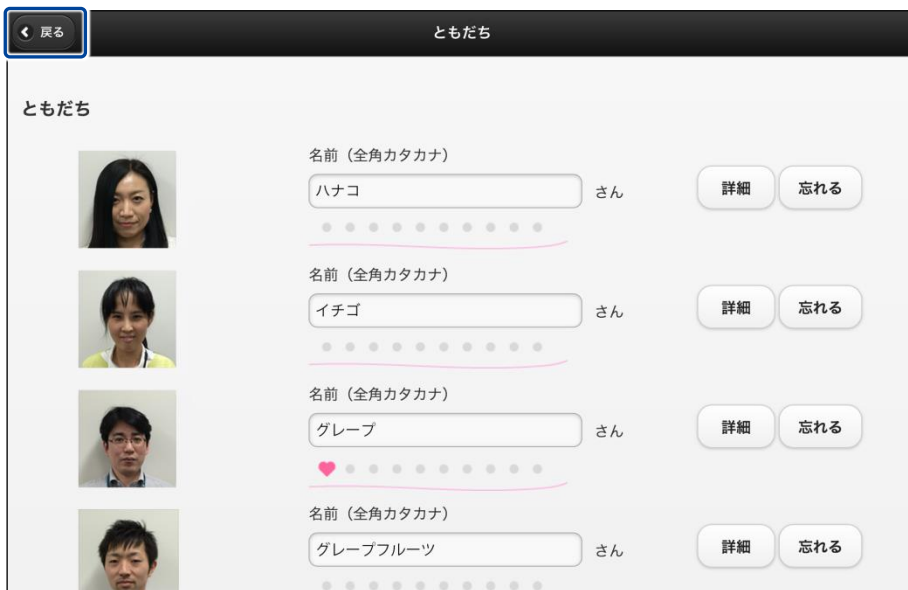 戻る
ともだち
ともだち
名前（全角カタカナ）
ハナコ さん 詳細 忘れる
名前（全角カタカナ）
イチゴ さん 詳細 忘れる
名前（全角カタカナ）
グレープ さん 詳細 忘れる
名前（全角カタカナ）
グレープフルーツ さん 詳細 忘れる